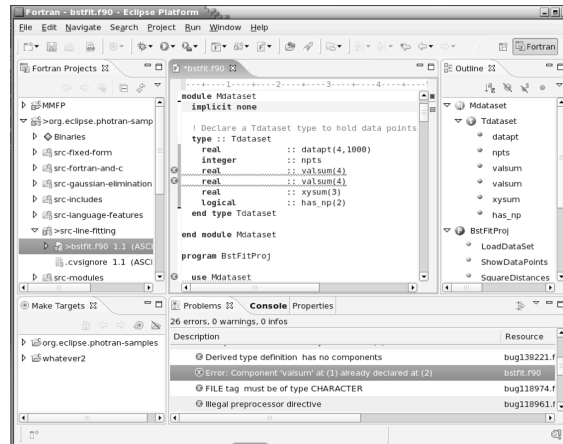 Fortran - bstfit.f90 - Eclipse Platform
File Edit Navigate Search Project Run Window Help
Fortran
Fortran Projects
MMFP
>org.eclipse.photran-samp
Binaries
src-fixed-form
src-fortran-and-c
src-gaussian-elimination
src-includes
src-language-features
>src-line-fitting
>bstfit.f90 1.1 (ASCI
.cvsignore 1.1 (ASCI
src-modules
*bstfit.f90
----+----1----+----2----+----3----+----4----+----
module Mdataset
implicit none
! Declare a Tdataset type to hold data points
type :: Tdataset
real :: datapt(4,1000)
integer :: npts
real :: valsum(4)
real :: valsum(4)
real :: xysum(3)
logical :: has_np(2)
end type Tdataset
end module Mdataset
program BstFitProj
use Mdataset
Outline
Mdataset
Tdataset
datapt
npts
valsum
valsum
xysum
has_np
BstFitProj
LoadDataSet
ShowDataPoints
SquareDistances
Make Targets
org.eclipse.photran-samples
whatever2
Problems Console Properties
26 errors, 0 warnings, 0 infos
Description Resource
Derived type definition has no components bug138221.f
Error: Component 'valsum' at (1) already declared at (2) bstfit.f90
FILE tag must be of type CHARACTER bug118974.f
Illegal preprocessor directive bug118961.f